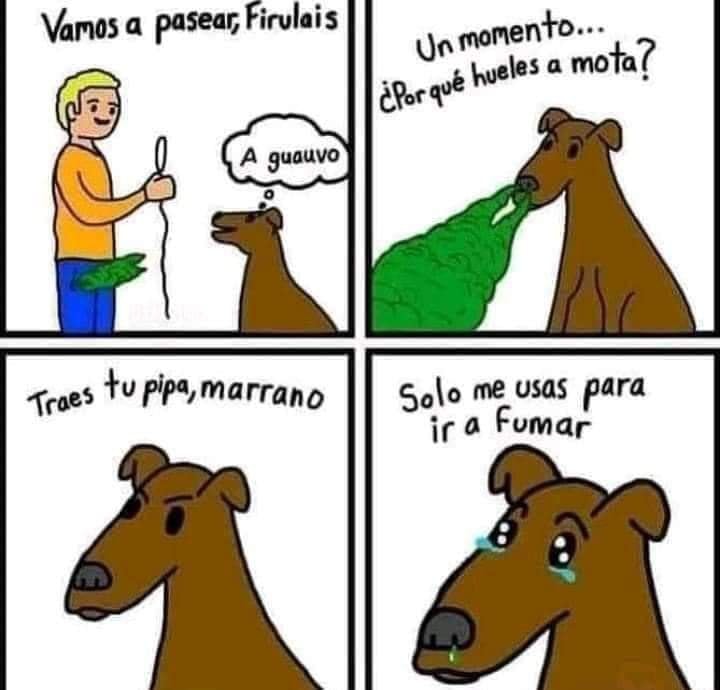 Vamos a pasear, Firulais
A guauvo
Un momento...
¿Por qué hueles a mota?
Traes tu pipa, marrano
Solo me usas para
ir a fumar